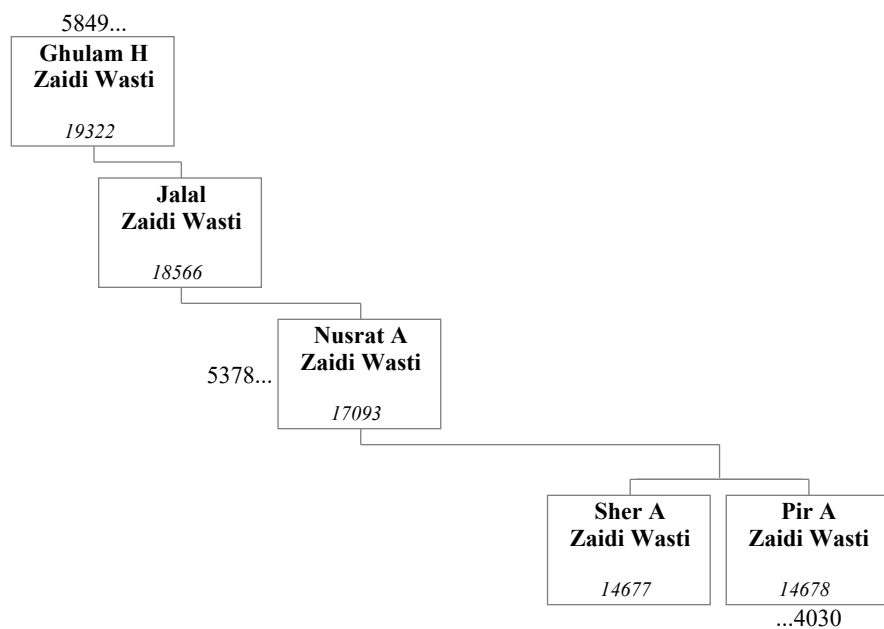 5849...
Ghulam H
Zaidi Wasti
19322
Jalal
Zaidi Wasti
18566
Nusrat A
Zaidi Wasti
5378...
17093
Sher A
Zaidi Wasti
14677
Pir A
Zaidi Wasti
14678
...4030